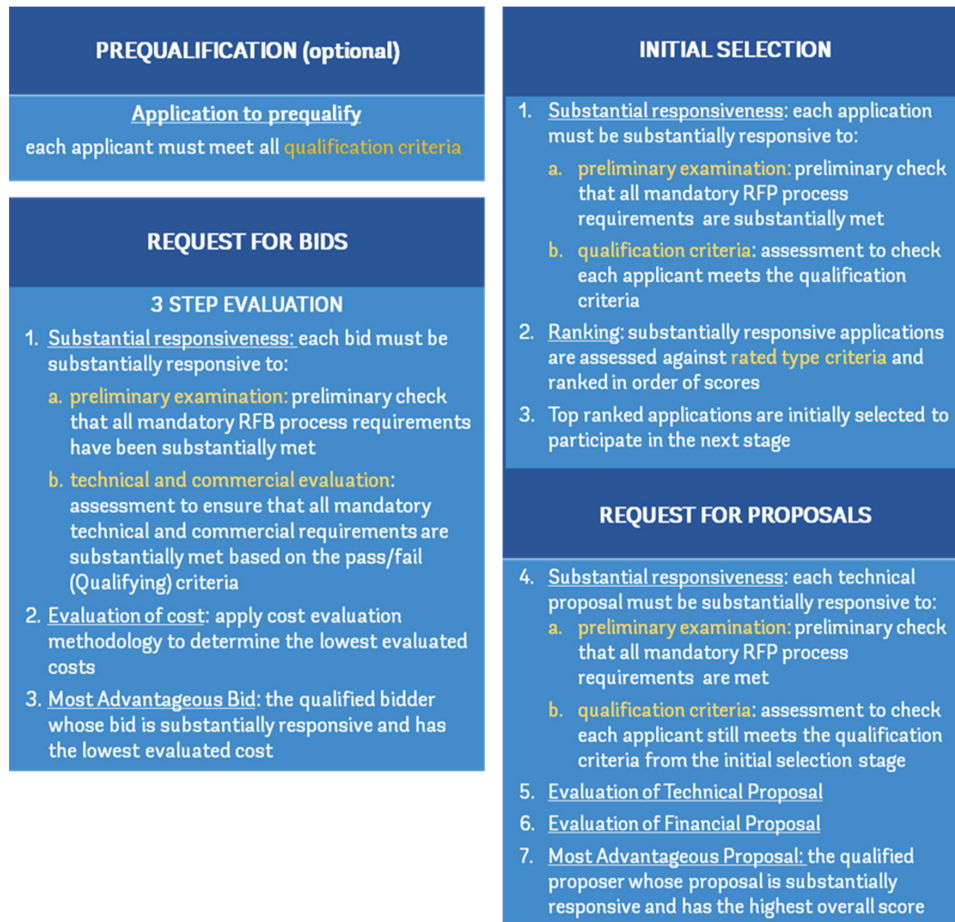 PREQUALIFICATION (optional)
Application to prequalify
each applicant must meet all qualification criteria
REQUEST FOR BIDS
3 STEP EVALUATION
1. Substantial responsiveness: each bid must be
substantially responsive to:
a. preliminary examination: preliminary check
that all mandatory RFB process requirements
have been substantially met
b. technical and commercial evaluation:
assessment to ensure that all mandatory
technical and commercial requirements are
substantially met based on the pass/fail
(Qualifying) criteria
2. Evaluation of cost: apply cost evaluation
methodology to determine the lowest evaluated
costs
3. Most Advantageous Bid: the qualified bidder
whose bid is substantially responsive and has
the lowest evaluated cost
INITIAL SELECTION
1. Substantial responsiveness: each application
must be substantially responsive to:
a. preliminary examination: preliminary check
that all mandatory RFP process
requirements are substantially met
b. qualification criteria: assessment to check
each applicant meets the qualification
criteria
2. Ranking: substantially responsive applications
are assessed against rated type criteria and
ranked in order of scores
3. Top ranked applications are initially selected to
participate in the next stage
REQUEST FOR PROPOSALS
4. Substantial responsiveness: each technical
proposal must be substantially responsive to:
a. preliminary examination: preliminary check
that all mandatory RFP process
requirements are met
b. qualification criteria: assessment to check
each applicant still meets the qualification
criteria from the initial selection stage
5. Evaluation of Technical Proposal
6. Evaluation of Financial Proposal
7. Most Advantageous Proposal: the qualified
proposer whose proposal is substantially
responsive and has the highest overall score